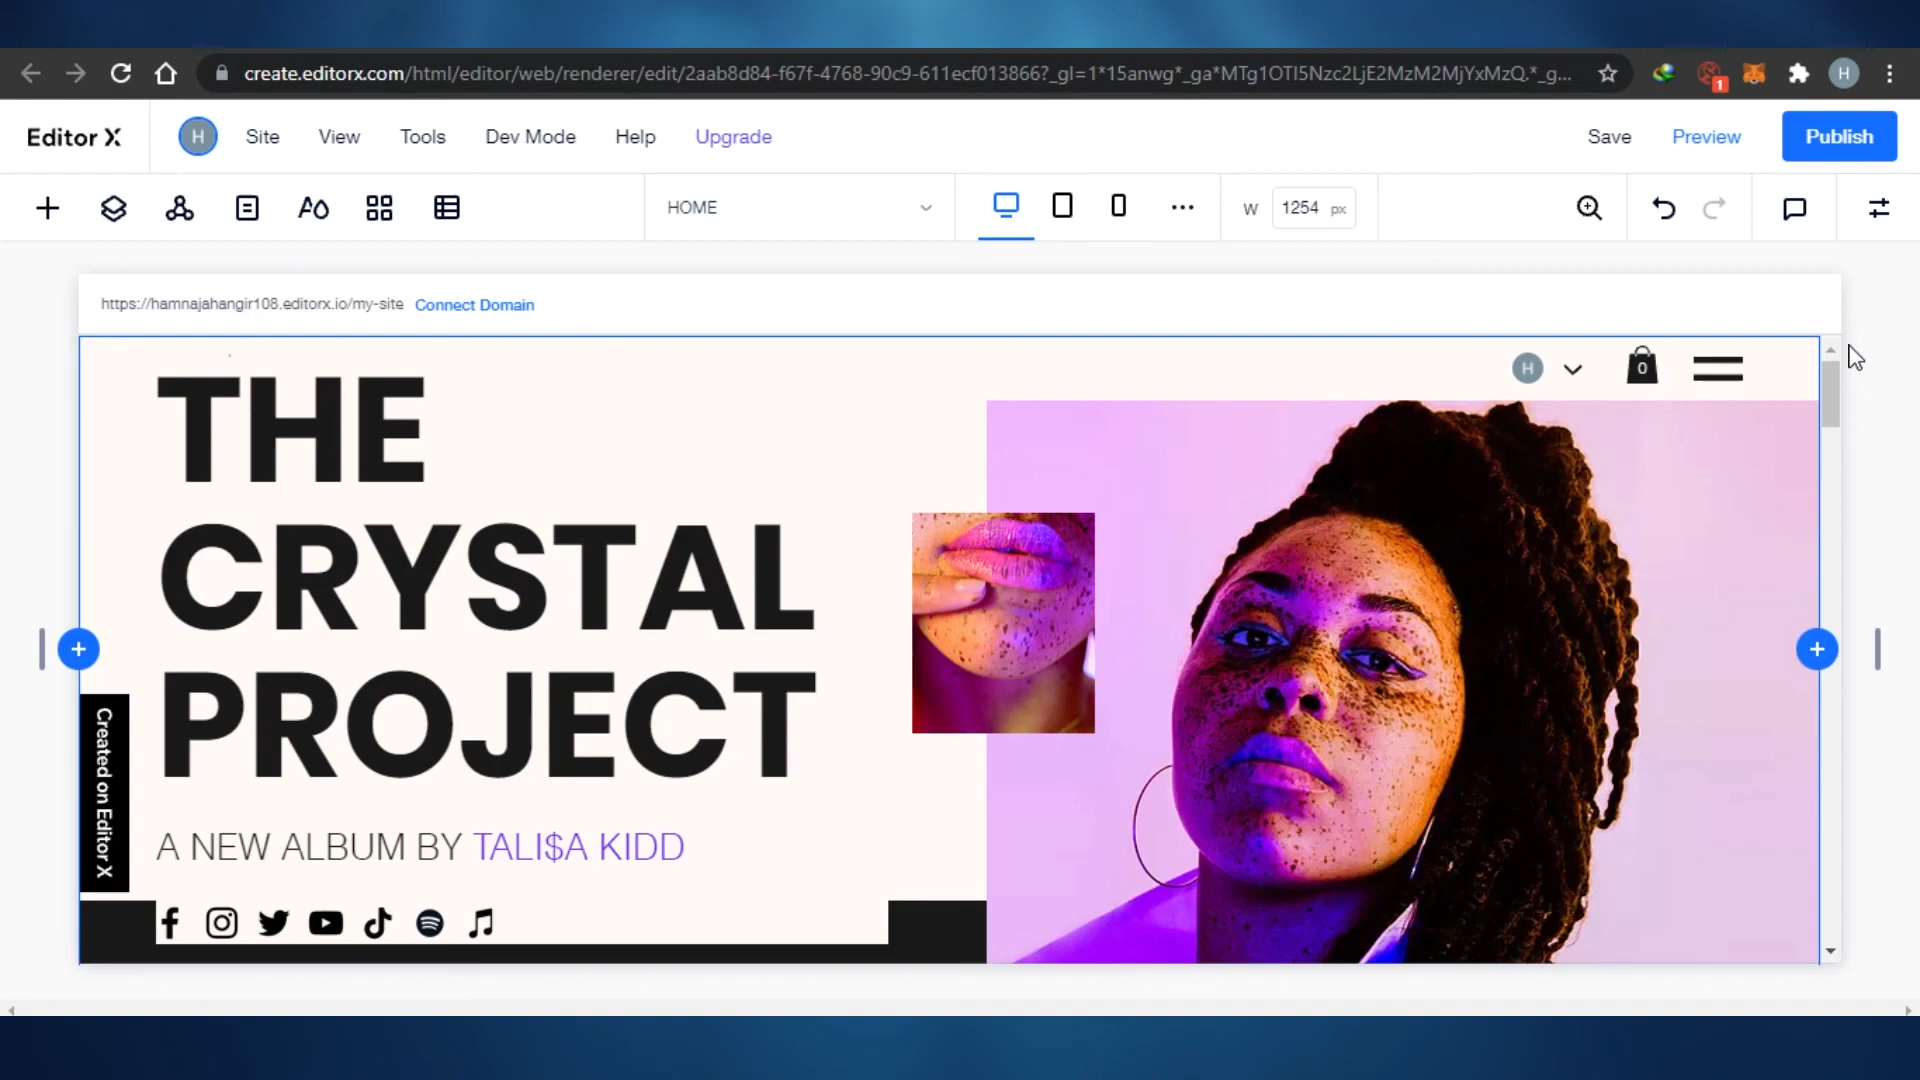 create.editorx.com/html/editor/web/renderer/edit/2aab8d84-f67f-4768-90c9-611ecf013866?_gl=1*15anwg*_ga*MTg1OTI5Nzc2LjE2MzM2MjYxMzQ.*_g...
1
H
Editor X
H
Site
View
Tools
Dev Mode
Help
Upgrade
Save
Preview
Publish
HOME
W
1254 px
https://hamnajahangir108.editorx.io/my-site
Connect Domain
H
0
THE
CRYSTAL
PROJECT
Created on Editor X
A NEW ALBUM BY TALI$A KIDD